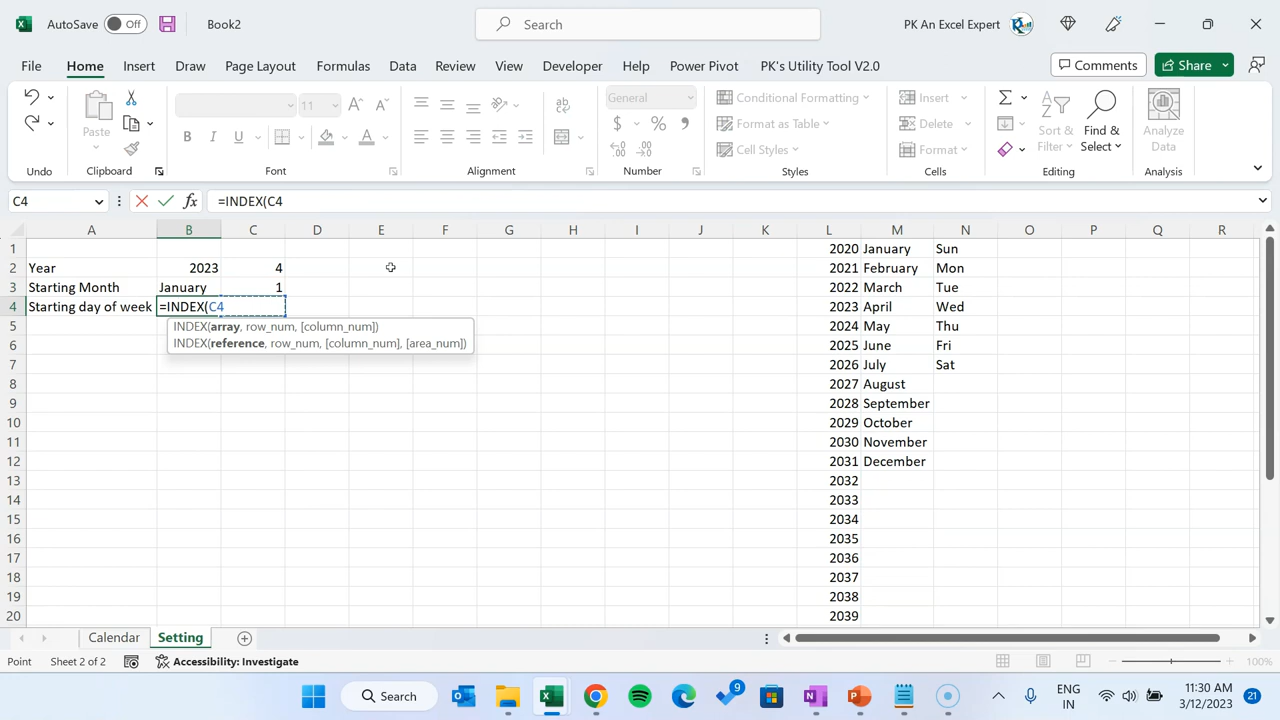 AutoSave Off Book2 Search PK An Excel Expert
File Home Insert Draw Page Layout Formulas Data Review View Developer Help Power Pivot PK's Utility Tool V2.0 Comments Share
Paste 11 General Conditional Formatting Format as Table Cell Styles Insert Delete Format Sort & Filter Find & Select Analyze Data
Undo Clipboard Font Alignment Number Styles Cells Editing Analysis
C4 =INDEX(C4
A B C D E F G H I J K L M N O P Q R
1 2020 January Sun
2 Year 2023 4 2021 February Mon
3 Starting Month January 1 2022 March Tue
4 Starting day of week =INDEX(C4 2023 April Wed
INDEX(array, row_num, [column_num])
INDEX(reference, row_num, [column_num], [area_num])
5 2024 May Thu
6 2025 June Fri
7 2026 July Sat
8 2027 August
9 2028 September
10 2029 October
11 2030 November
12 2031 December
13 2032
14 2033
15 2034
16 2035
17 2036
18 2037
19 2038
20 2039
Calendar Setting
Point Sheet 2 of 2 Accessibility: Investigate 100%
Search 9 ENG IN 11:30 AM 3/12/2023 21